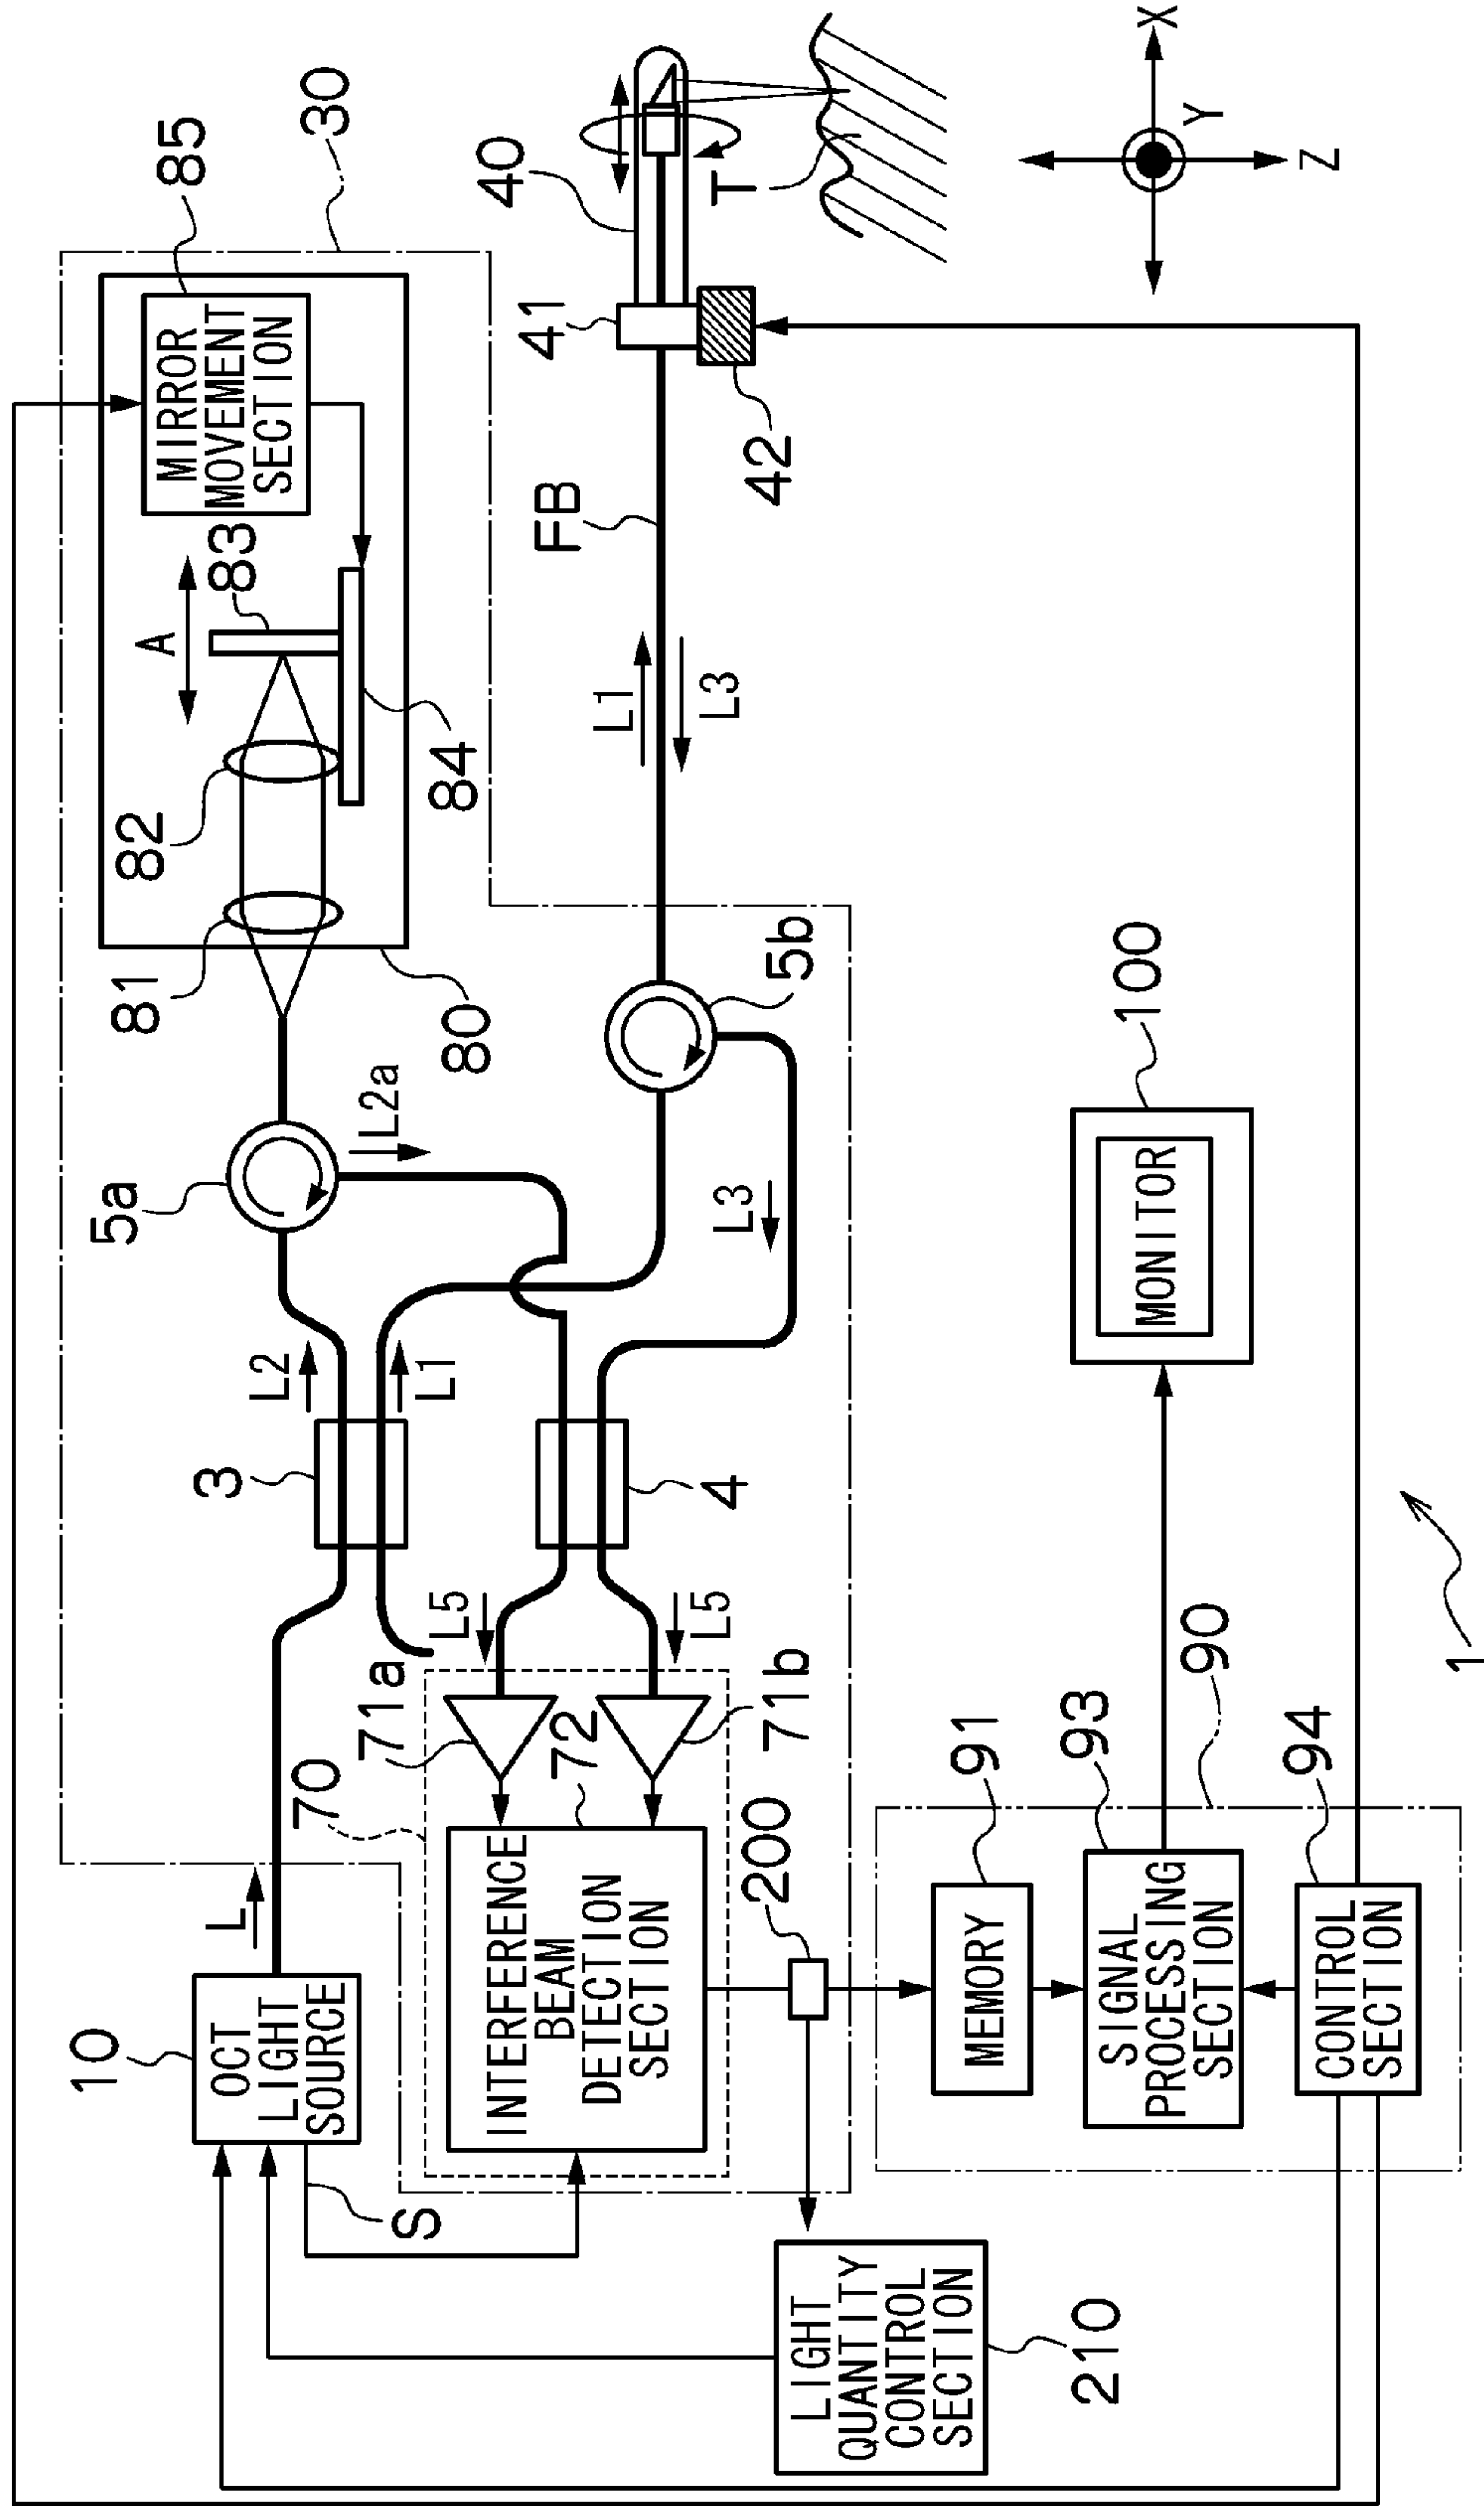 10
OCT
LIGHT
SOURCE
L
S
3
L2
L1
5a
L2a
81
82
80
A
83
84
MIRROR
MOVEMENT
SECTION
85
30
70
71a
L5
INTERFERENCE
BEAM
DETECTION
SECTION
72
L5
71b
4
L3
5b
L1
L3
FB
41
42
40
T
X
Y
Z
LIGHT
QUANTITY
CONTROL
SECTION
210
200
MEMORY
91
SIGNAL
PROCESSING
SECTION
93
CONTROL
SECTION
94
90
MONITOR
100
1